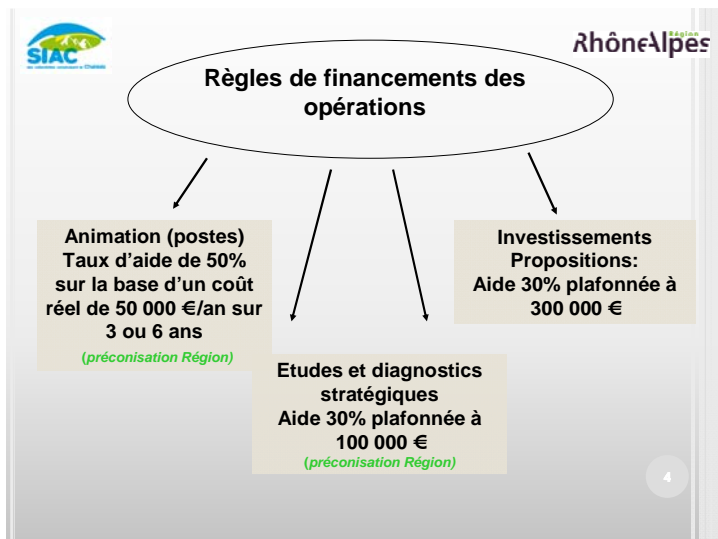 SIAC
Région
RhôneAlpes
Règles de financements des
opérations
Animation (postes)
Taux d'aide de 50%
sur la base d'un coût
réel de 50 000 €/an sur
3 ou 6 ans
(préconisation Région)
Investissements
Propositions:
Aide 30% plafonnée à
300 000 €
Etudes et diagnostics
stratégiques
Aide 30% plafonnée à
100 000 €
(préconisation Région)
4